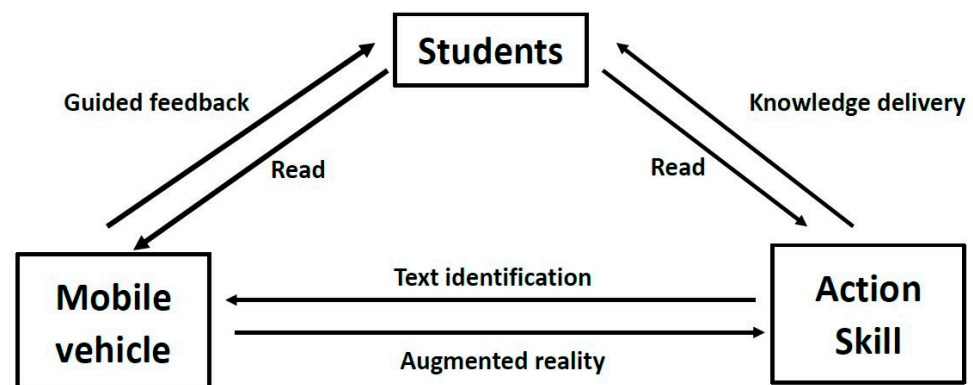 Students
Guided feedback
Knowledge delivery
Read
Read
Mobile
vehicle
Text identification
Augmented reality
Action
Skill